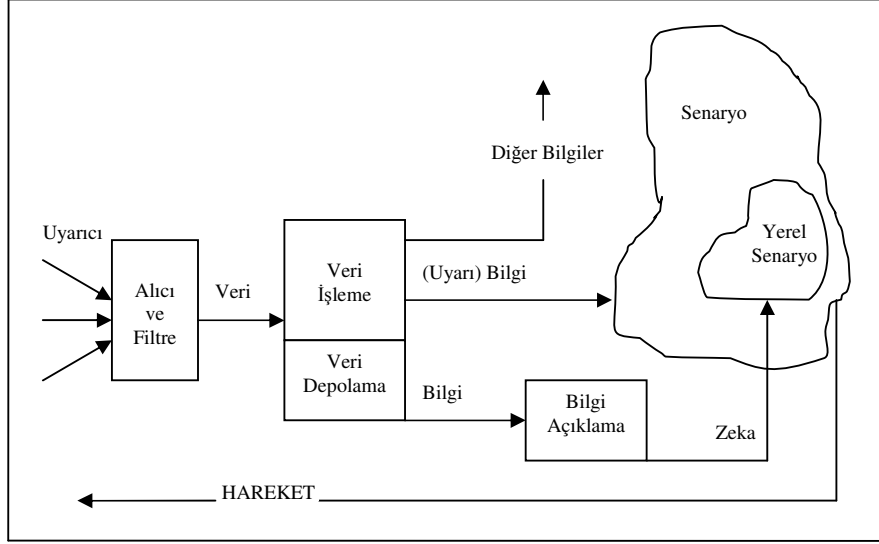 Senaryo
Diğer Bilgiler
Uyarıcı
Yerel
Senaryo
Alıcı
ve
Filtre
Veri
Veri
İşleme
(Uyarı) Bilgi
Veri
Depolama
Bilgi
Bilgi
Açıklama
Zeka
HAREKET